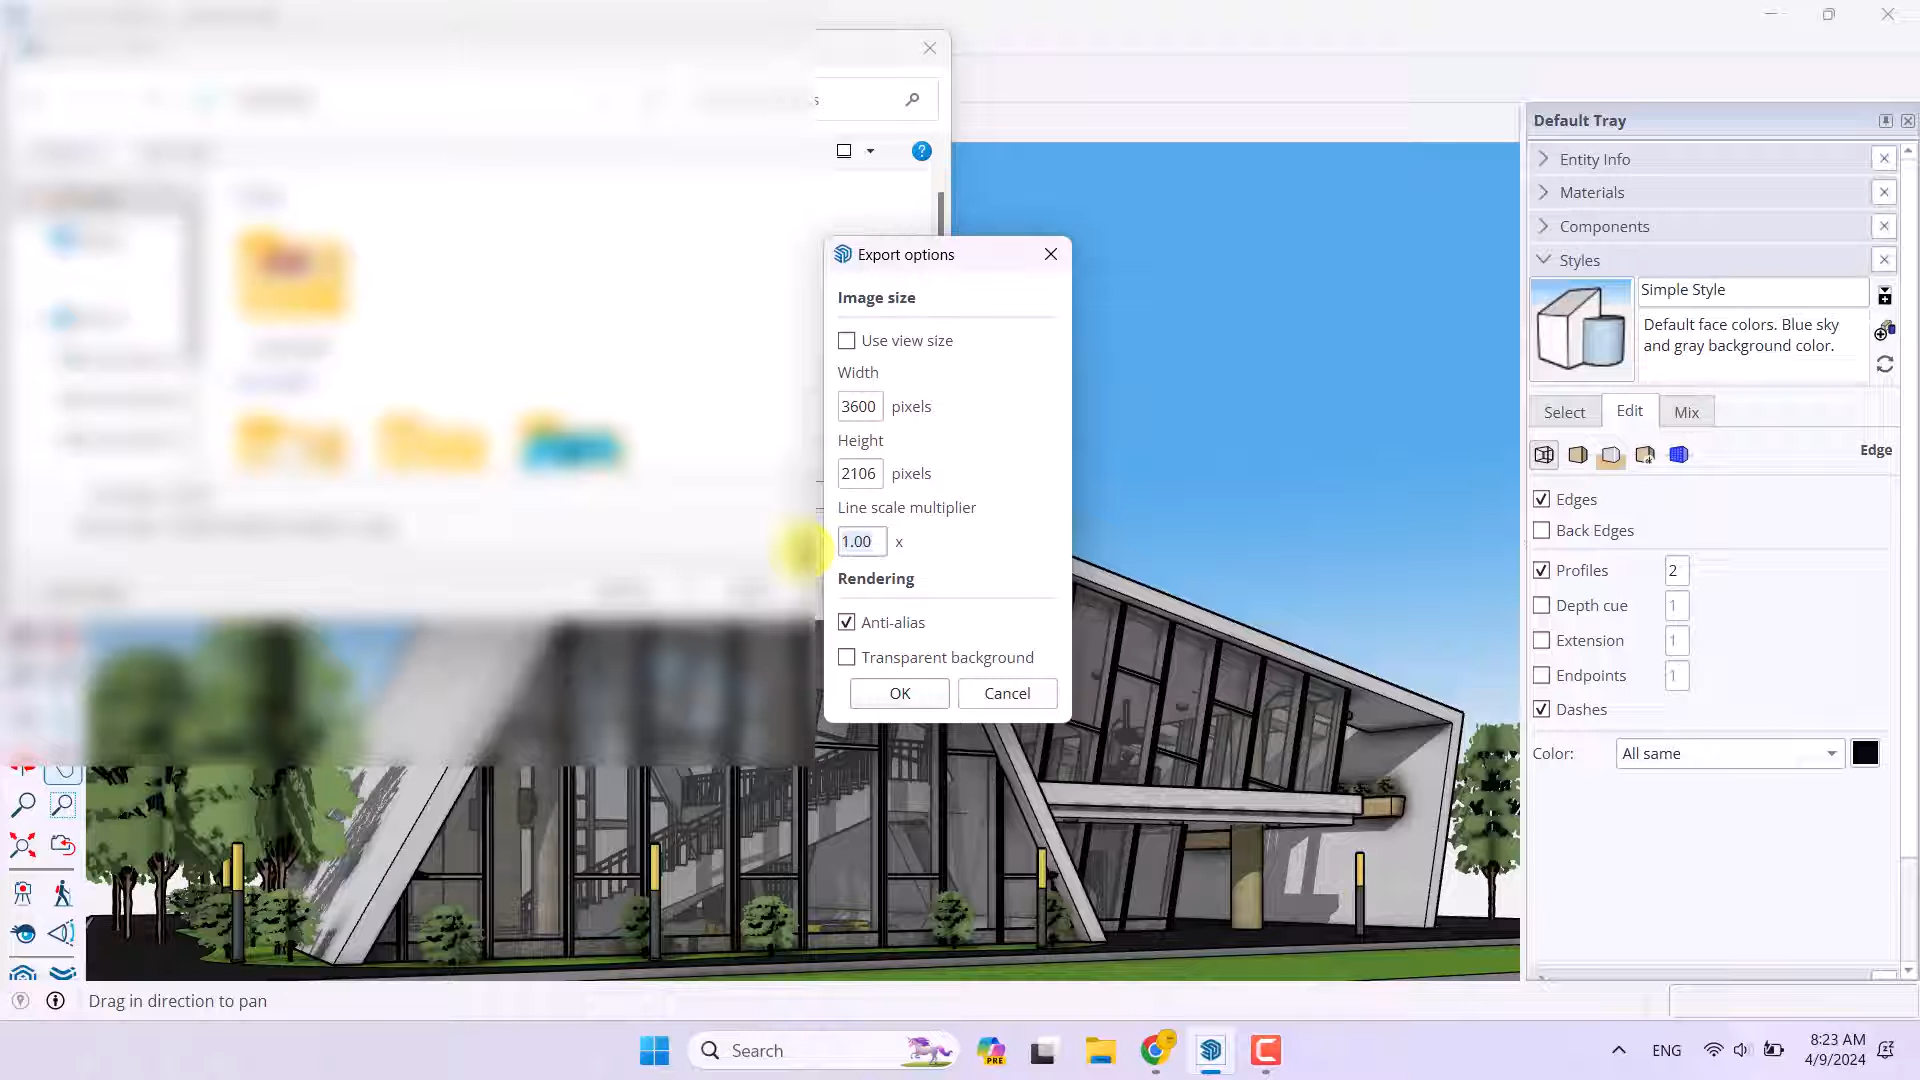 s
Export options
Image size
Use view size
Width
3600 pixels
Height
2106 pixels
Line scale multiplier
1.00 x
Rendering
Anti-alias
Transparent background
OK Cancel
Default Tray
Entity Info
Materials
Components
Styles
Simple Style
Default face colors. Blue sky
and gray background color.
Select Edit Mix
Edge
Edges
Back Edges
Profiles 2
Depth cue 1
Extension 1
Endpoints 1
Dashes
Color: All same
Drag in direction to pan
Search
PRE
ENG
8:23 AM
4/9/2024